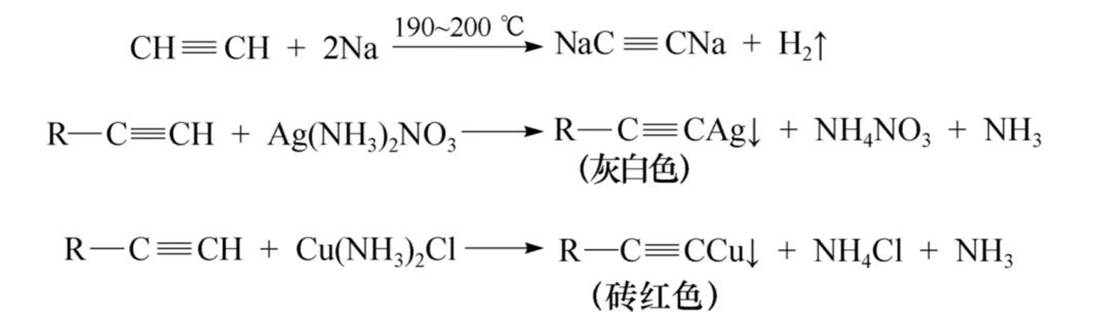 CH≡CH + 2Na 190~200 ℃ NaC≡CNa + H₂↑
R—C≡CH + Ag(NH₃)₂NO₃ ⟶ R—C≡CAg↓ + NH₄NO₃ + NH₃
(灰白色)
R—C≡CH + Cu(NH₃)₂Cl ⟶ R—C≡CCu↓ + NH₄Cl + NH₃
(砖红色)